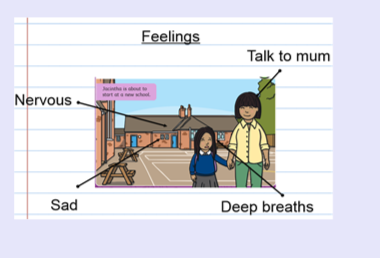 Feelings
Talk to mum
Jacintha is about to
start at a new school.
Nervous
Sad
Deep breaths